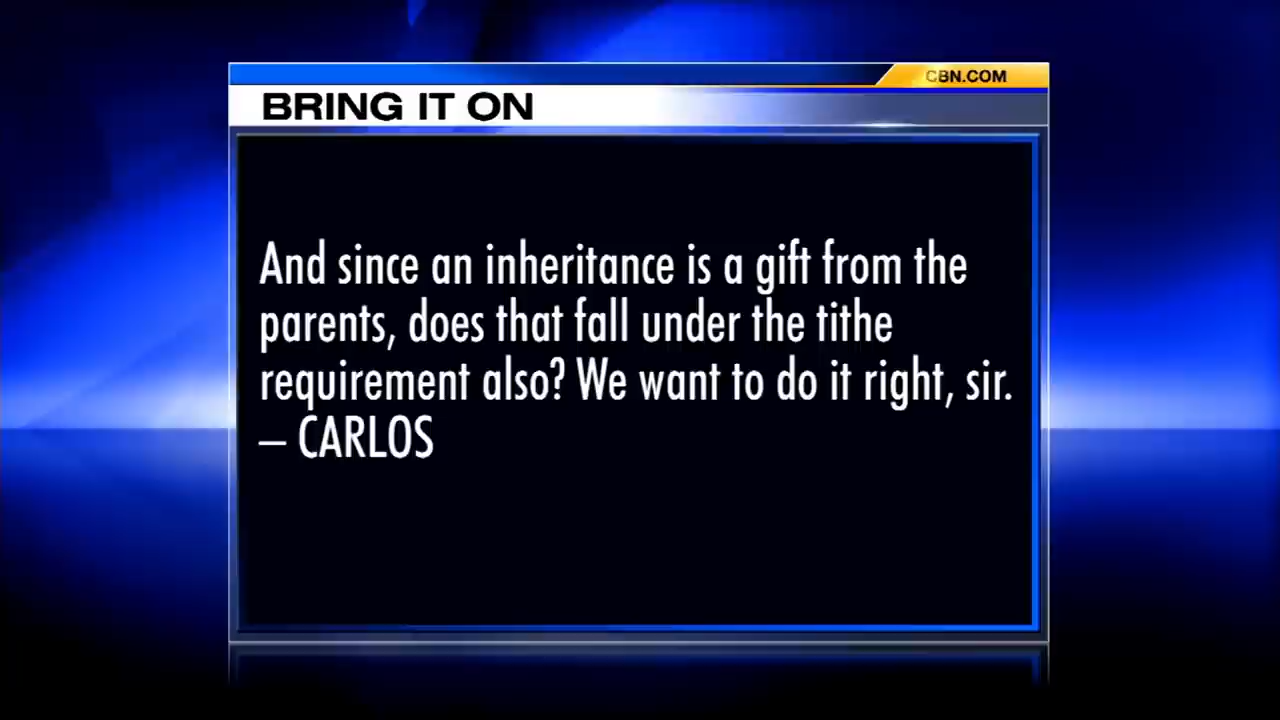 CBN.COM
BRING IT ON
And since an inheritance is a gift from the
parents, does that fall under the tithe
requirement also? We want to do it right, sir.
– CARLOS